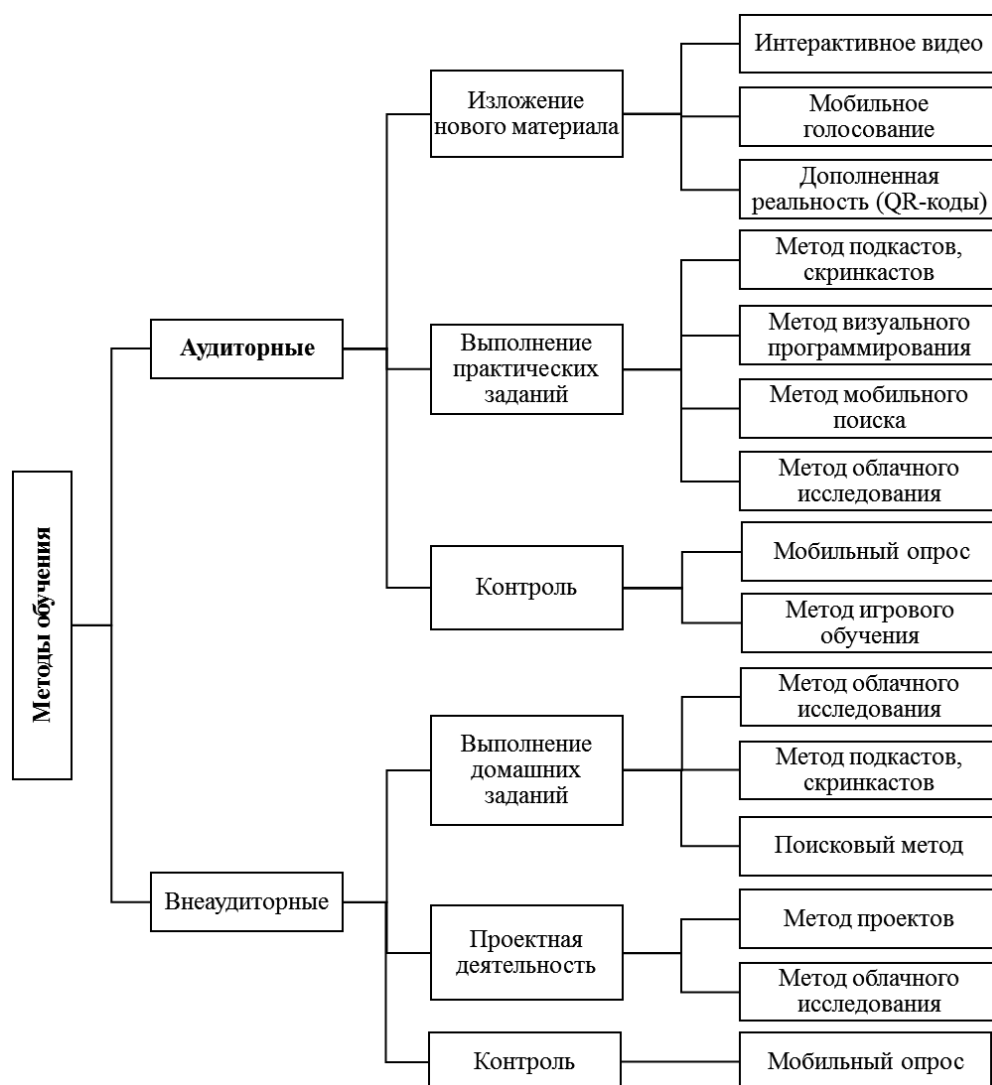 Методы обучения
Аудиторные
Изложение
нового материала
Интерактивное видео
Мобильное
голосование
Дополненная
реальность (QR-коды)
Выполнение
практических
заданий
Метод подкастов,
скринкастов
Метод визуального
программирования
Метод мобильного
поиска
Метод облачного
исследования
Контроль
Мобильный опрос
Метод игрового
обучения
Внеаудиторные
Выполнение
домашних
заданий
Метод облачного
исследования
Метод подкастов,
скринкастов
Поисковый метод
Проектная
деятельность
Метод проектов
Метод облачного
исследования
Контроль
Мобильный опрос